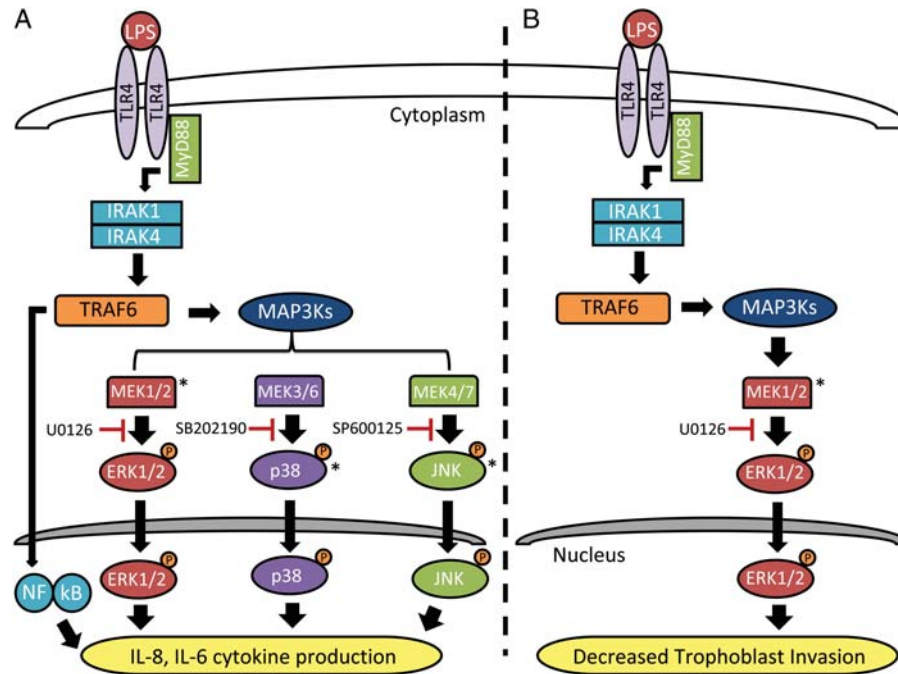 A
LPS
TLR4
TLR4
MyD88
Cytoplasm
IRAK1
IRAK4
TRAF6
MAP3Ks
MEK1/2 *
MEK3/6
MEK4/7
U0126
SB202190
SP600125
P
ERK1/2
P
p38 *
P
JNK *
P
ERK1/2
P
p38
P
JNK
NF kB
IL-8, IL-6 cytokine production
B
LPS
TLR4
TLR4
MyD88
IRAK1
IRAK4
TRAF6
MAP3Ks
MEK1/2 *
U0126
P
ERK1/2
Nucleus
P
ERK1/2
Decreased Trophoblast Invasion